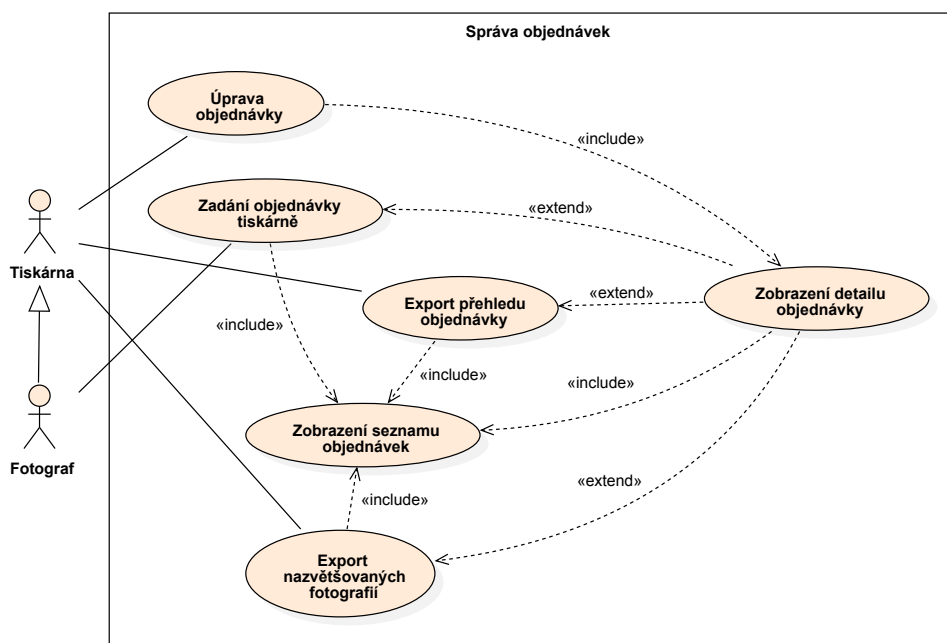 Správa objednávek
Úprava
objednávky
«include»
Zadání objednávky
tiskárně
«extend»
Tiskárna
Export přehledu
objednávky
«extend»
Zobrazení detailu
objednávky
«include»
«include»
«include»
Zobrazení seznamu
objednávek
Fotograf
«extend»
«include»
Export
nazvětšovaných
fotografií